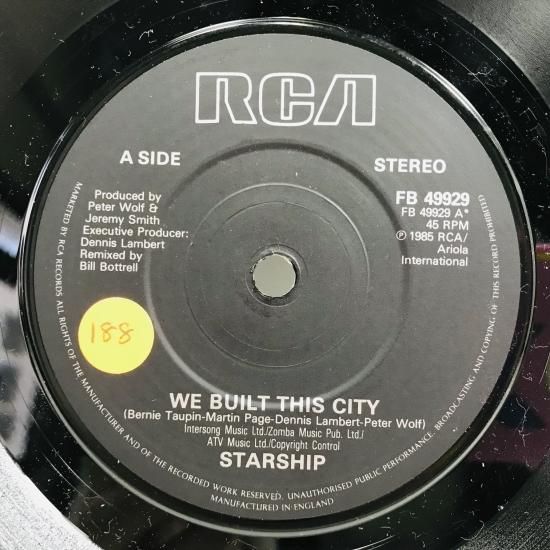 RCA
A SIDE
STEREO
Produced by
Peter Wolf &
Jeremy Smith
Executive Producer:
Dennis Lambert
Remixed by
Bill Bottrell
FB 49929
FB 49929 A*
45 RPM
℗ 1985 RCA/
Ariola
International
188
WE BUILT THIS CITY
(Bernie Taupin-Martin Page-Dennis Lambert-Peter Wolf)
Intersong Music Ltd./Zomba Music Pub. Ltd./
ATV Music Ltd./Copyright Control
STARSHIP
MARKETED BY RCA RECORDS ALL RIGHTS OF THE MANUFACTURER AND OF THE RECORDED WORK RESERVED. UNAUTHORISED PUBLIC PERFORMANCE, BROADCASTING AND COPYING OF THIS RECORD PROHIBITED
MANUFACTURED IN ENGLAND